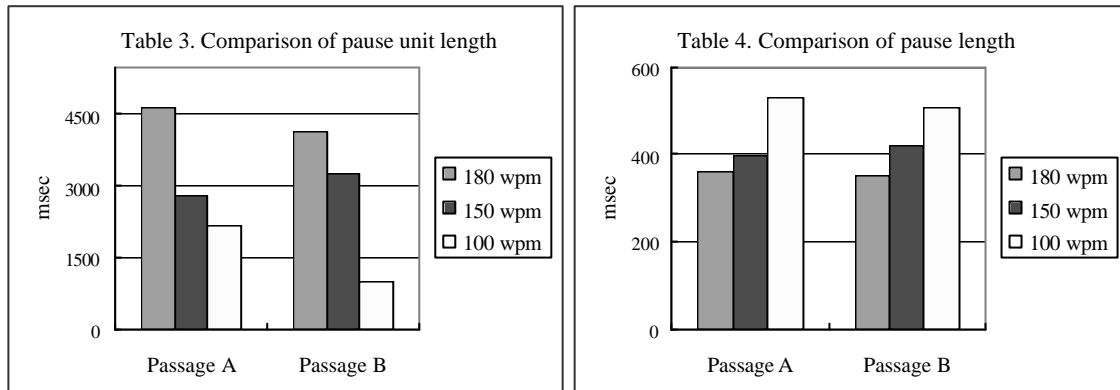 Table 3. Comparison of pause unit length
msec
4500
3000
1500
0
Passage A Passage B
180 wpm
150 wpm
100 wpm
Table 4. Comparison of pause length
msec
600
400
200
0
Passage A Passage B
180 wpm
150 wpm
100 wpm